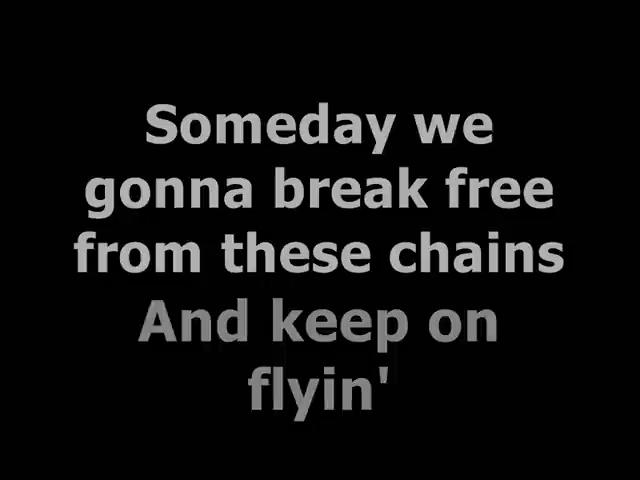 Someday we
gonna break free
from these chains
And keep on
flyin'